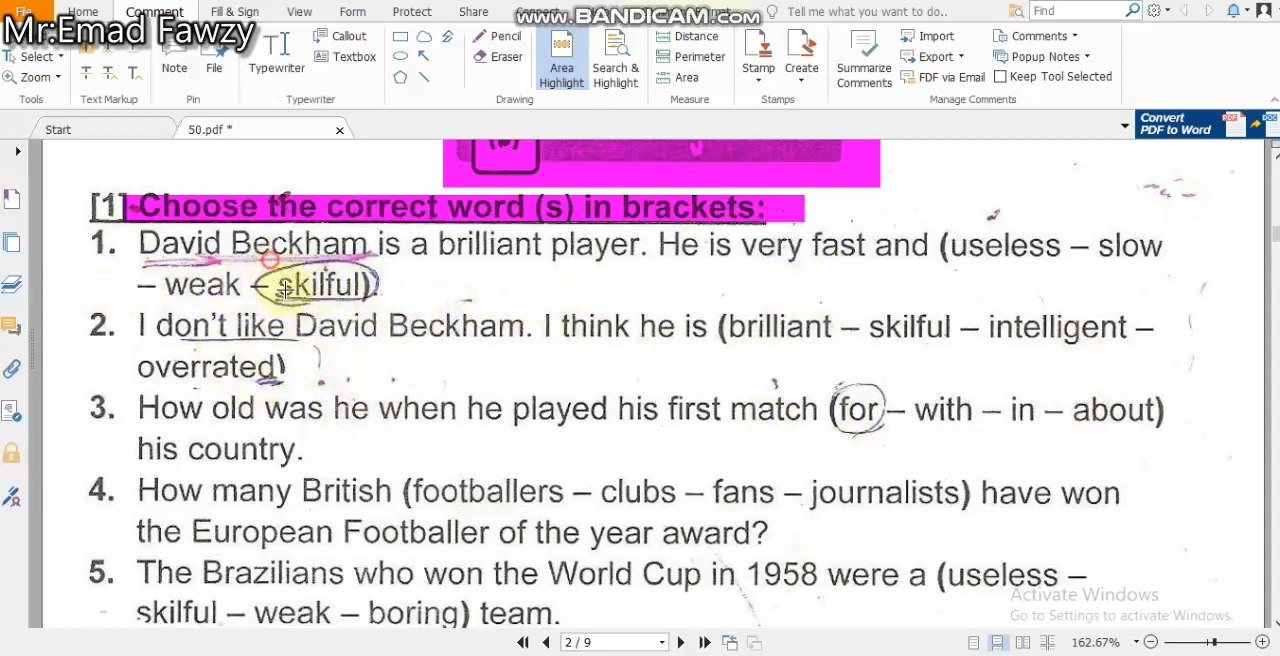 www.BANDICAM.com
File Home Comment Fill & Sign View Form Protect Share Connect Tell me what you want to do.. Find
Mr:Emad Fawzy
Select
Zoom
Note File Typewriter
Callout
Textbox
Pencil
Eraser
Area Highlight
Search & Highlight
Distance
Perimeter
Area
Stamp Create
Summarize Comments
Import
Export
FDF via Email
Comments
Popup Notes
Keep Tool Selected
Tools Text Markup Pin Typewriter Drawing Measure Stamps Manage Comments
Start 50.pdf * Convert PDF to Word
[1] Choose the correct word (s) in brackets:
1. David Beckham is a brilliant player. He is very fast and (useless – slow
– weak – skilful).
2. I don't like David Beckham. I think he is (brilliant – skilful – intelligent –
overrated)
3. How old was he when he played his first match (for – with – in – about)
his country.
4. How many British (footballers – clubs – fans – journalists) have won
the European Footballer of the year award?
5. The Brazilians who won the World Cup in 1958 were a (useless –
skilful – weak – boring) team.
Activate Windows
Go to Settings to activate Windows.
2 / 9 162.67%